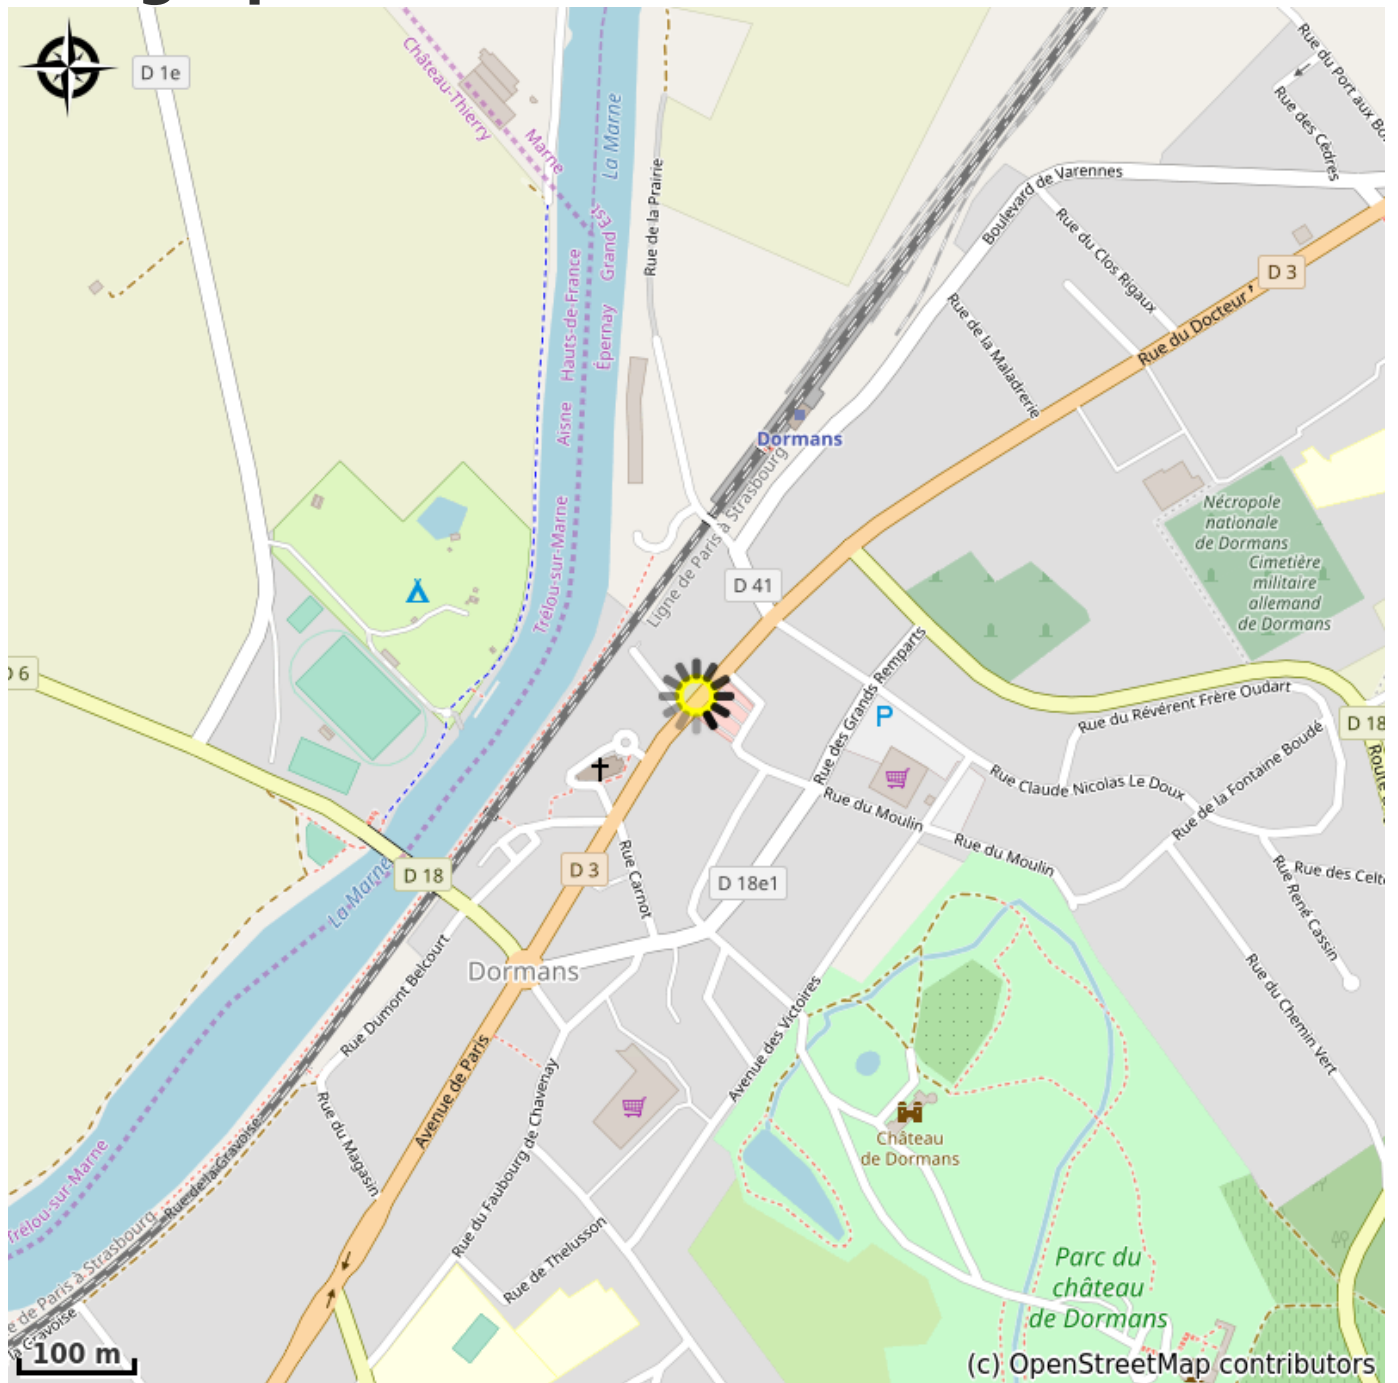 D 1e
Château-Thierry
Marne
La Marne
Rue de la Prairie
Hauts-de-France
Grand Est
Aisne
Épernay
Trélou-sur-Marne
Rue du Port aux Bo
Rue des Cèdres
Boulevard de Varennes
Rue du Clos Rigaux
D 3
Rue du Docteur
Rue de la Maladrerie
Dormans
Ligne de Paris à Strasbourg
Nécropole
nationale
de Dormans
Cimetière
militaire
allemand
de Dormans
D 41
D 6
Rue des Grands Remparts
P
Rue du Révérent Frère Oudart
D 18
Route
Rue Claude Nicolas Le Doux
Rue de la Fontaine Boudé
Rue du Moulin
Rue du Moulin
D 18
D 3
Rue Carnot
D 18e1
Rue des Celte
Rue René Cassin
La Marne
Dormans
Rue Dumont Belcourt
Rue du Chemin Vert
Avenue des Victoires
Avenue de Paris
Rue du Faubourg de Chavenay
Rue du Magasin
Château
de Dormans
Trélou-sur-Marne
Rue de la Gravoise
e de Paris à Strasbourg
Rue de Thelusson
Parc du
château
de Dormans
la Gravoise
100 m
(c) OpenStreetMap contributors